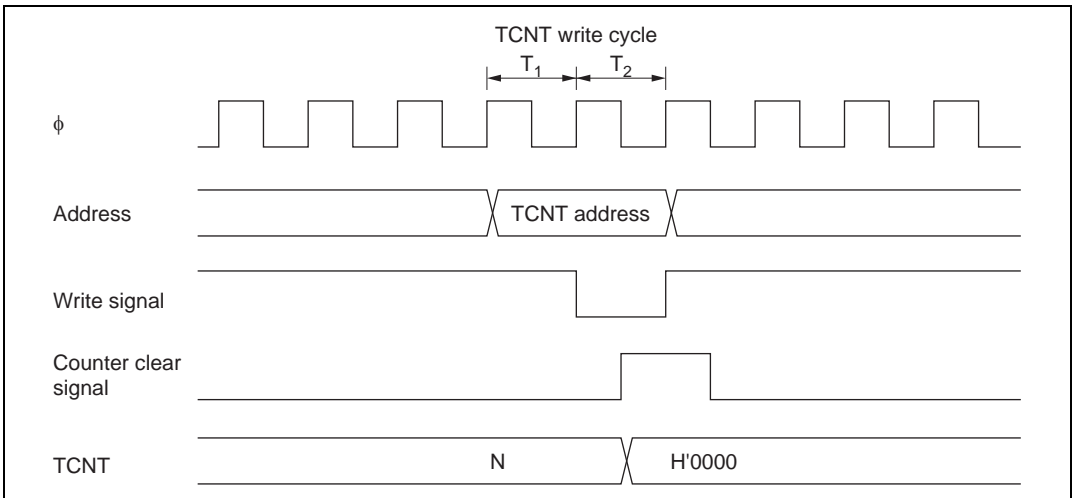 TCNT write cycle
T₁ T₂
ϕ
Address TCNT address
Write signal
Counter clear
signal
TCNT N H'0000